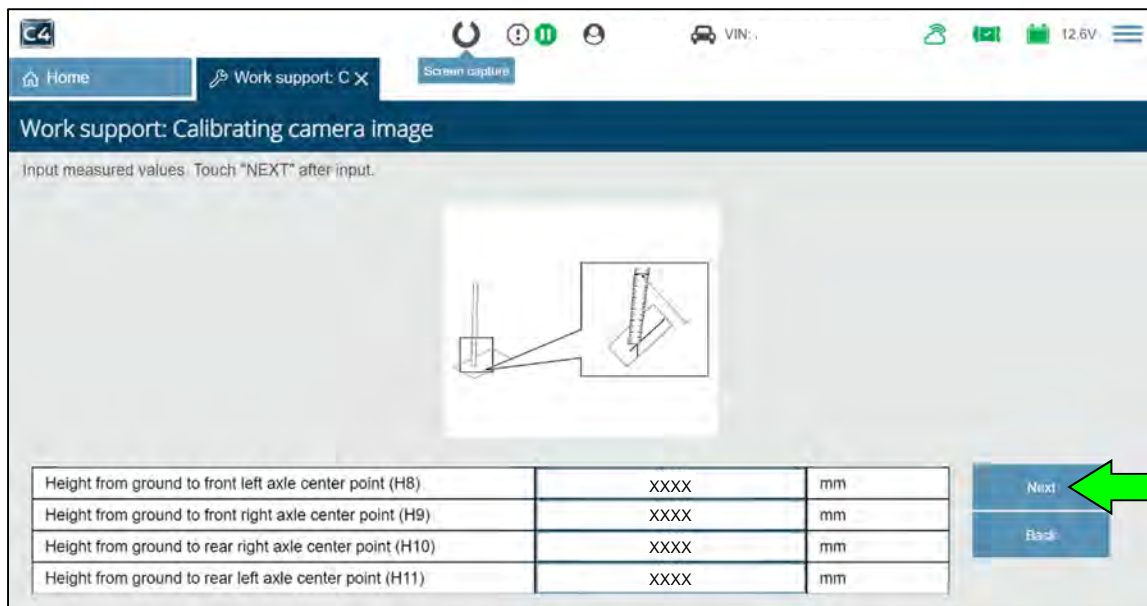 C4
VIN: .
12.6V
Home
Work support: C X
Screen capture
Work support: Calibrating camera image
Input measured values. Touch "NEXT" after input.
Height from ground to front left axle center point (H8) XXXX mm
Next
Height from ground to front right axle center point (H9) XXXX mm
Height from ground to rear right axle center point (H10) XXXX mm
Back
Height from ground to rear left axle center point (H11) XXXX mm